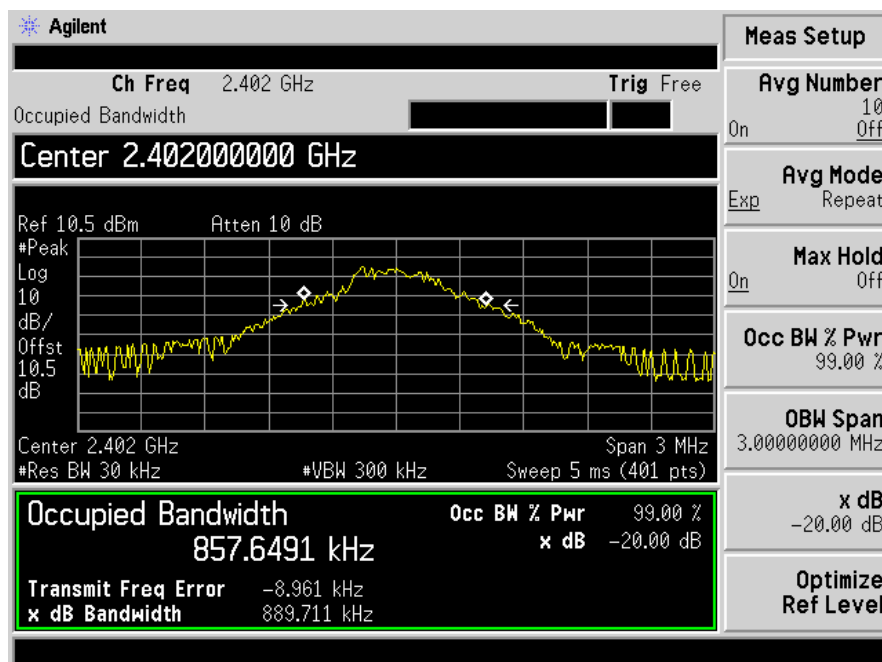 Agilent
Ch Freq 2.402 GHz Trig Free
Occupied Bandwidth
Center 2.402000000 GHz
Ref 10.5 dBm Atten 10 dB
#Peak
Log
10
dB/
Offst
10.5
dB
Center 2.402 GHz Span 3 MHz
#Res BW 30 kHz #VBW 300 kHz Sweep 5 ms (401 pts)
Occupied Bandwidth
857.6491 kHz
Occ BW % Pwr 99.00 %
x dB -20.00 dB
Transmit Freq Error -8.961 kHz
x dB Bandwidth 889.711 kHz
Meas Setup
Avg Number
10
On Off
Avg Mode
Exp Repeat
Max Hold
On Off
Occ BW % Pwr
99.00 %
OBW Span
3.00000000 MHz
x dB
-20.00 dB
Optimize
Ref Level